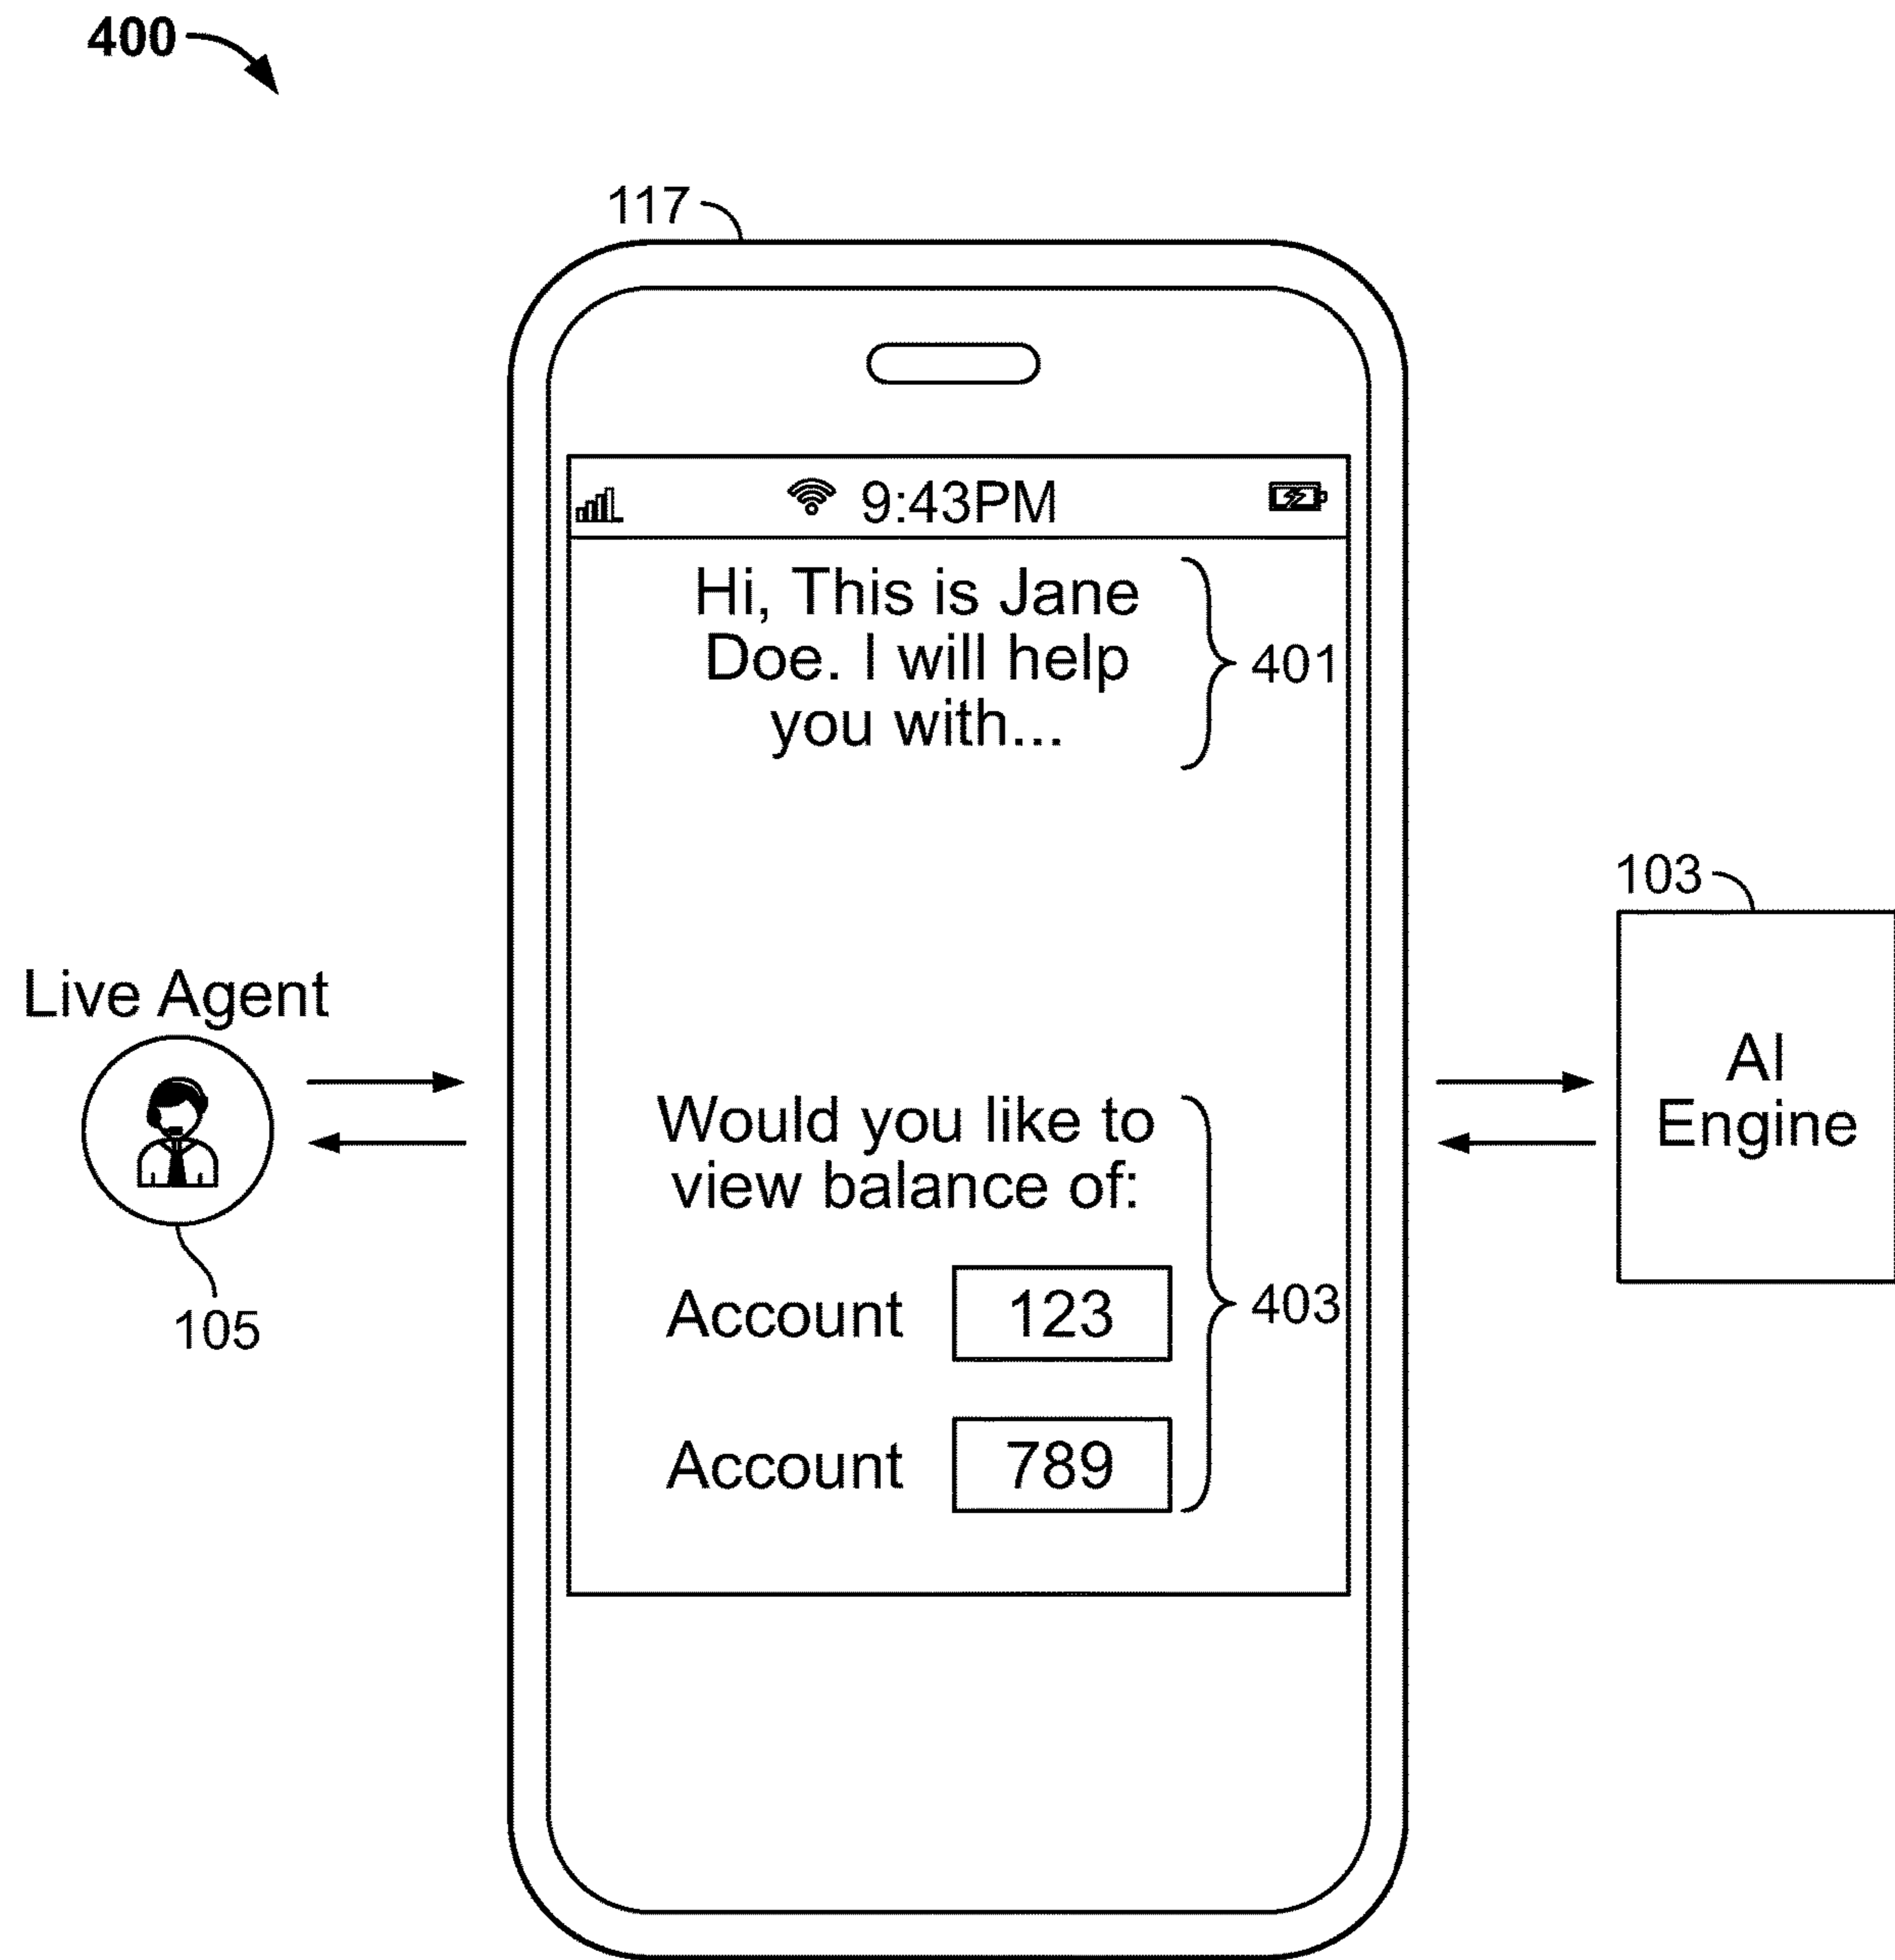 400
117
9:43PM
Hi, This is Jane
Doe. I will help
you with...
401
103
Live Agent
AI
Engine
Would you like to
view balance of:
Account 123
403
105
Account 789